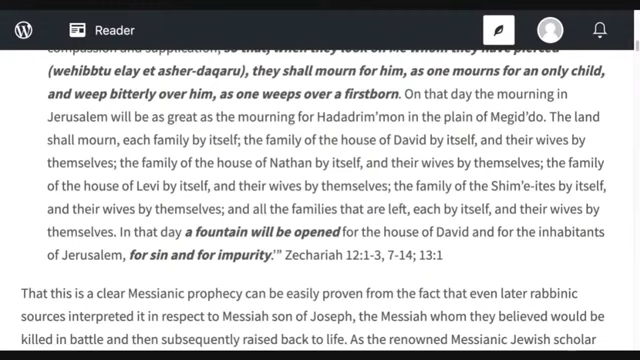 Reader
compassion and supplication, so that, when they look on Me whom they have pierced
(wehibbtu elay et asher-daqaru), they shall mourn for him, as one mourns for an only child,
and weep bitterly over him, as one weeps over a firstborn. On that day the mourning in
Jerusalem will be as great as the mourning for Hadadrim’mon in the plain of Megid’do. The land
shall mourn, each family by itself; the family of the house of David by itself, and their wives by
themselves; the family of the house of Nathan by itself, and their wives by themselves; the family
of the house of Levi by itself, and their wives by themselves; the family of the Shim’e-ites by itself,
and their wives by themselves; and all the families that are left, each by itself, and their wives by
themselves. In that day a fountain will be opened for the house of David and for the inhabitants
of Jerusalem, for sin and for impurity.’” Zechariah 12:1-3, 7-14; 13:1
That this is a clear Messianic prophecy can be easily proven from the fact that even later rabbinic
sources interpreted it in respect to Messiah son of Joseph, the Messiah whom they believed would be
killed in battle and then subsequently raised back to life. As the renowned Messianic Jewish scholar